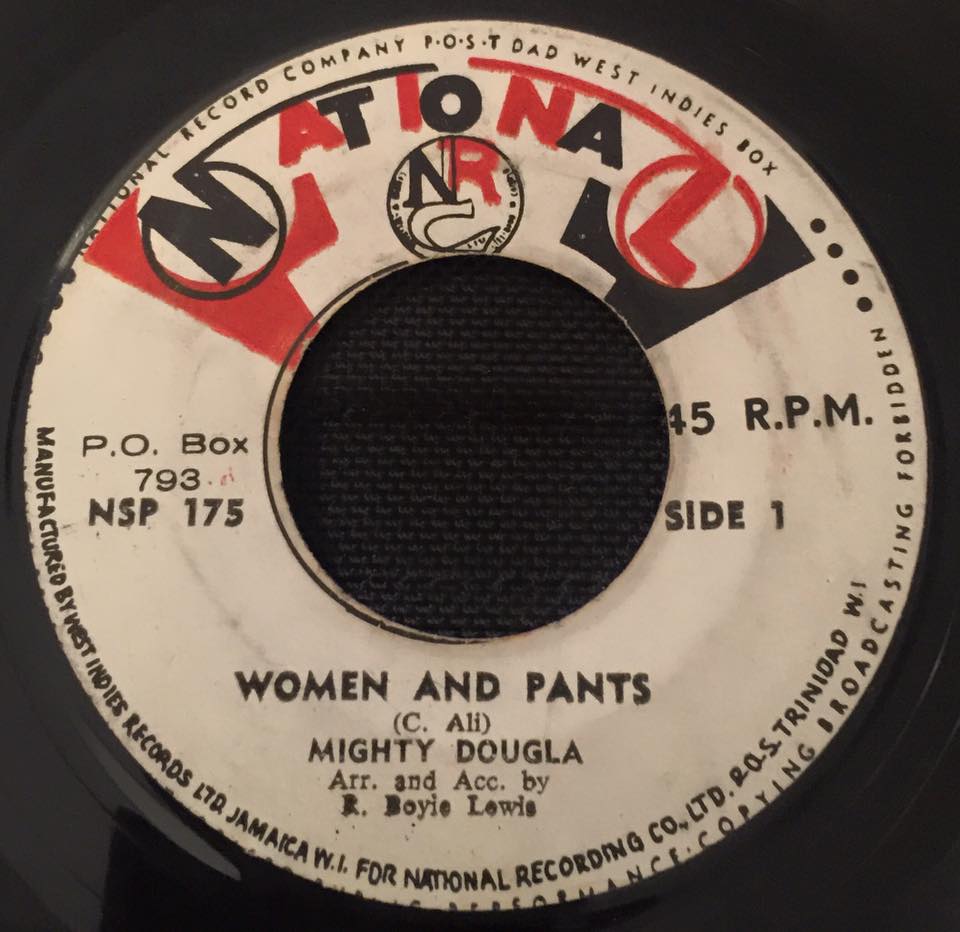 NATIONAL RECORD COMPANY P·O·S·T DAD WEST INDIES BOX
NATIONAL
NR
P.O. Box
793
NSP 175
45 R.P.M.
SIDE 1
WOMEN AND PANTS
(C. Ali)
MIGHTY DOUGLA
Arr. and Acc. by
R. Boyie Lewis
MANUFACTURED BY WEST INDIES RECORDS LTD. JAMAICA W.I. FOR NATIONAL RECORDING CO., LTD. P.O.S. TRINIDAD W.I
PERFORMANCE·COPYING BROADCASTING FORBIDDEN